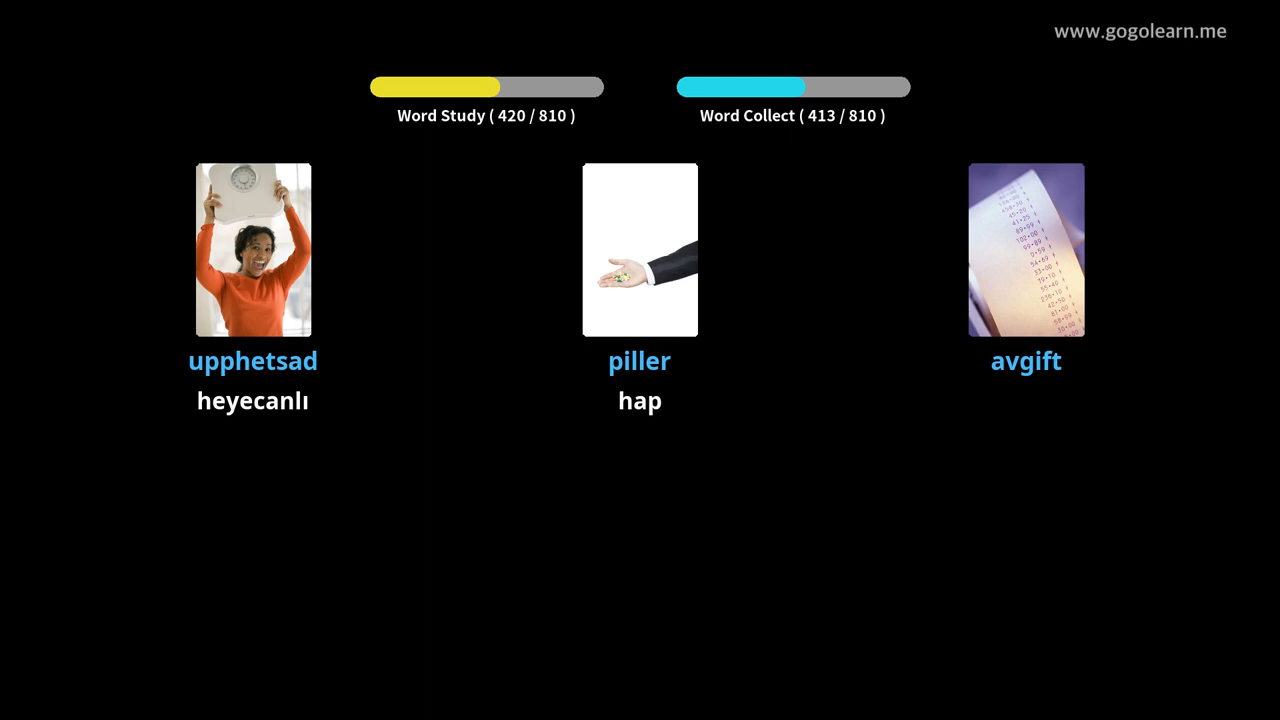 www.gogolearn.me
Word Study ( 420 / 810 )
Word Collect ( 413 / 810 )
upphetsad
piller
avgift
heyecanlı
hap